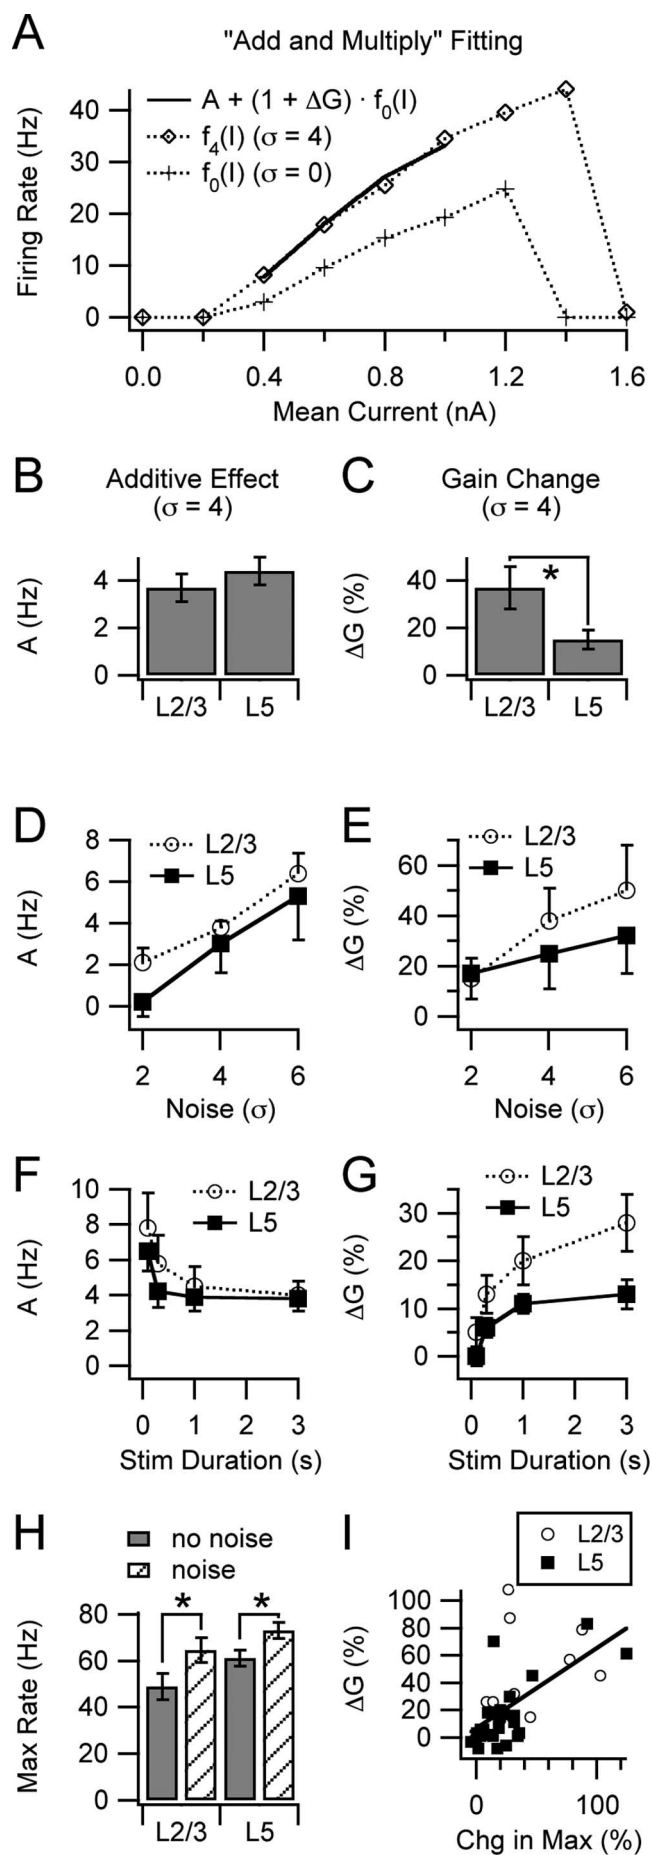 A
"Add and Multiply" Fitting
A + (1 + ΔG) · f₀(I)
f₄(I) (σ = 4)
f₀(I) (σ = 0)
Firing Rate (Hz)
40
30
20
10
0
0.0 0.4 0.8 1.2 1.6
Mean Current (nA)
B
Additive Effect
(σ = 4)
A (Hz)
4
2
0
L2/3 L5
C
Gain Change
(σ = 4)
ΔG (%)
40
20
0
*
L2/3 L5
D
L2/3
L5
A (Hz)
8
6
4
2
0
2 4 6
Noise (σ)
E
L2/3
L5
ΔG (%)
60
40
20
0
2 4 6
Noise (σ)
F
L2/3
L5
A (Hz)
10
8
6
4
2
0
0 1 2 3
Stim Duration (s)
G
L2/3
L5
ΔG (%)
30
20
10
0
0 1 2 3
Stim Duration (s)
H
no noise
noise
* *
Max Rate (Hz)
80
60
40
20
0
L2/3 L5
I
L2/3
L5
ΔG (%)
100
80
60
40
20
0
0 100
Chg in Max (%)